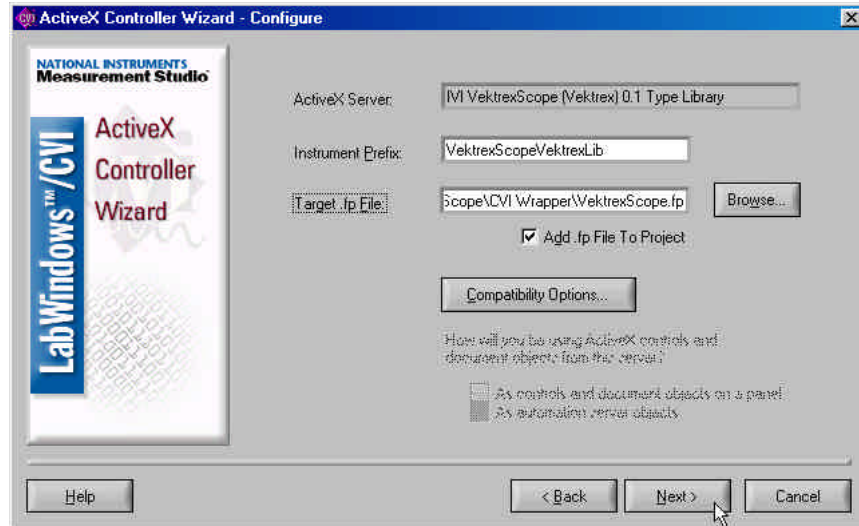 CVI ActiveX Controller Wizard - Configure
NATIONAL INSTRUMENTS
Measurement Studio
LabWindows™/CVI
ActiveX
Controller
Wizard
ActiveX Server:
IVI VektrexScope (Vektrex) 0.1 Type Library
Instrument Prefix:
VektrexScopeVektrexLib
Target .fp File:
Scope\CVI Wrapper\VektrexScope.fp
Browse...
Add .fp File To Project
Compatibility Options...
How will you be using ActiveX controls and
document objects from this server?
As controls and document objects on a panel
As automation server objects
Help
< Back
Next >
Cancel